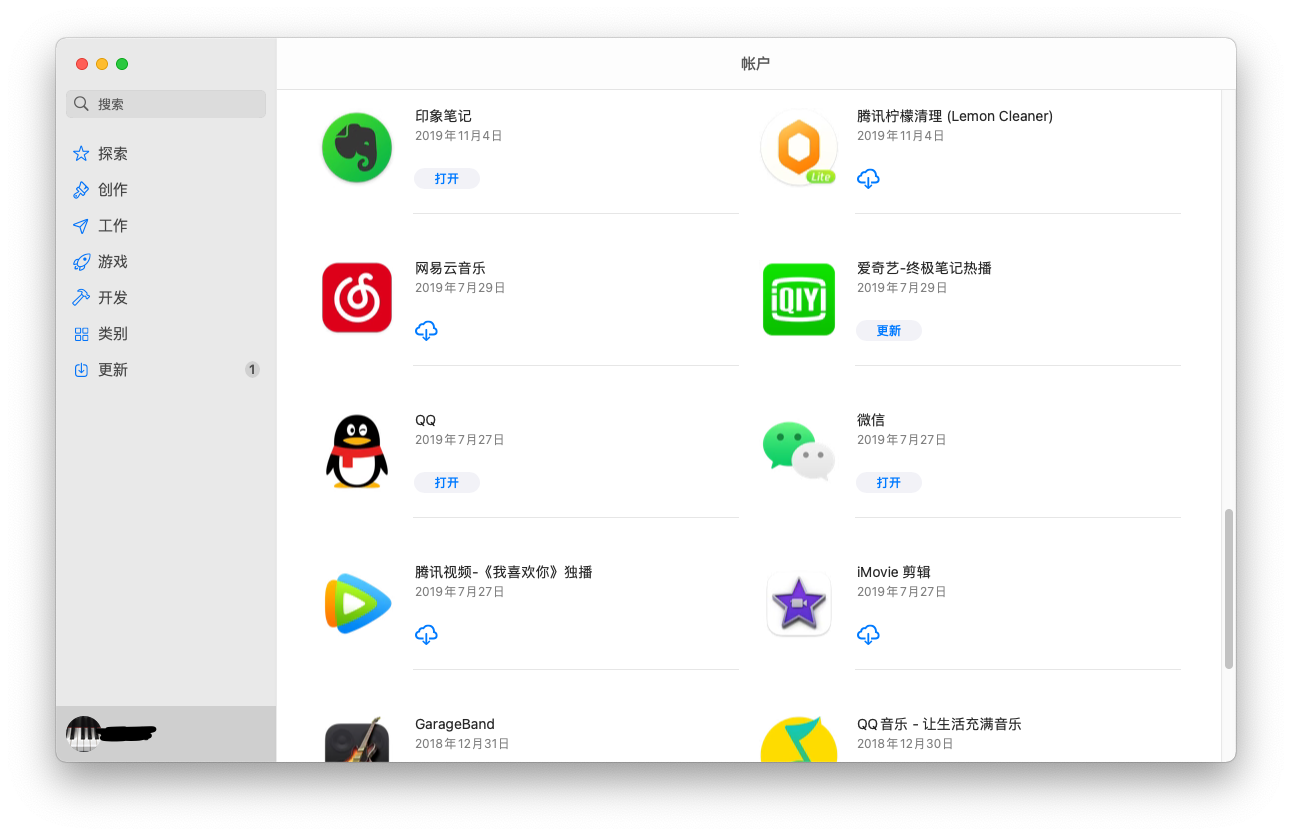 帐户
搜索
探索
创作
工作
游戏
开发
类别
更新
1
印象笔记
2019年11月4日
打开
腾讯柠檬清理 (Lemon Cleaner)
2019年11月4日
Lite
网易云音乐
2019年7月29日
爱奇艺-终极笔记热播
2019年7月29日
iQIYI
更新
QQ
2019年7月27日
打开
微信
2019年7月27日
打开
腾讯视频-《我喜欢你》独播
2019年7月27日
iMovie 剪辑
2019年7月27日
GarageBand
2018年12月31日
QQ音乐 - 让生活充满音乐
2018年12月30日